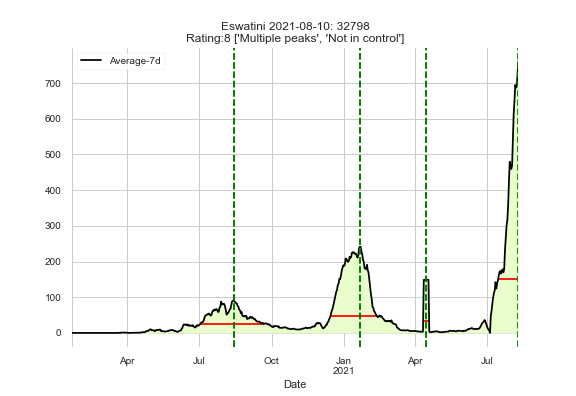 Eswatini 2021-08-10: 32798
Rating:8 ['Multiple peaks', 'Not in control']
Average-7d
700
600
500
400
300
200
100
0
Apr
Jul
Oct
Jan
2021
Apr
Jul
Date